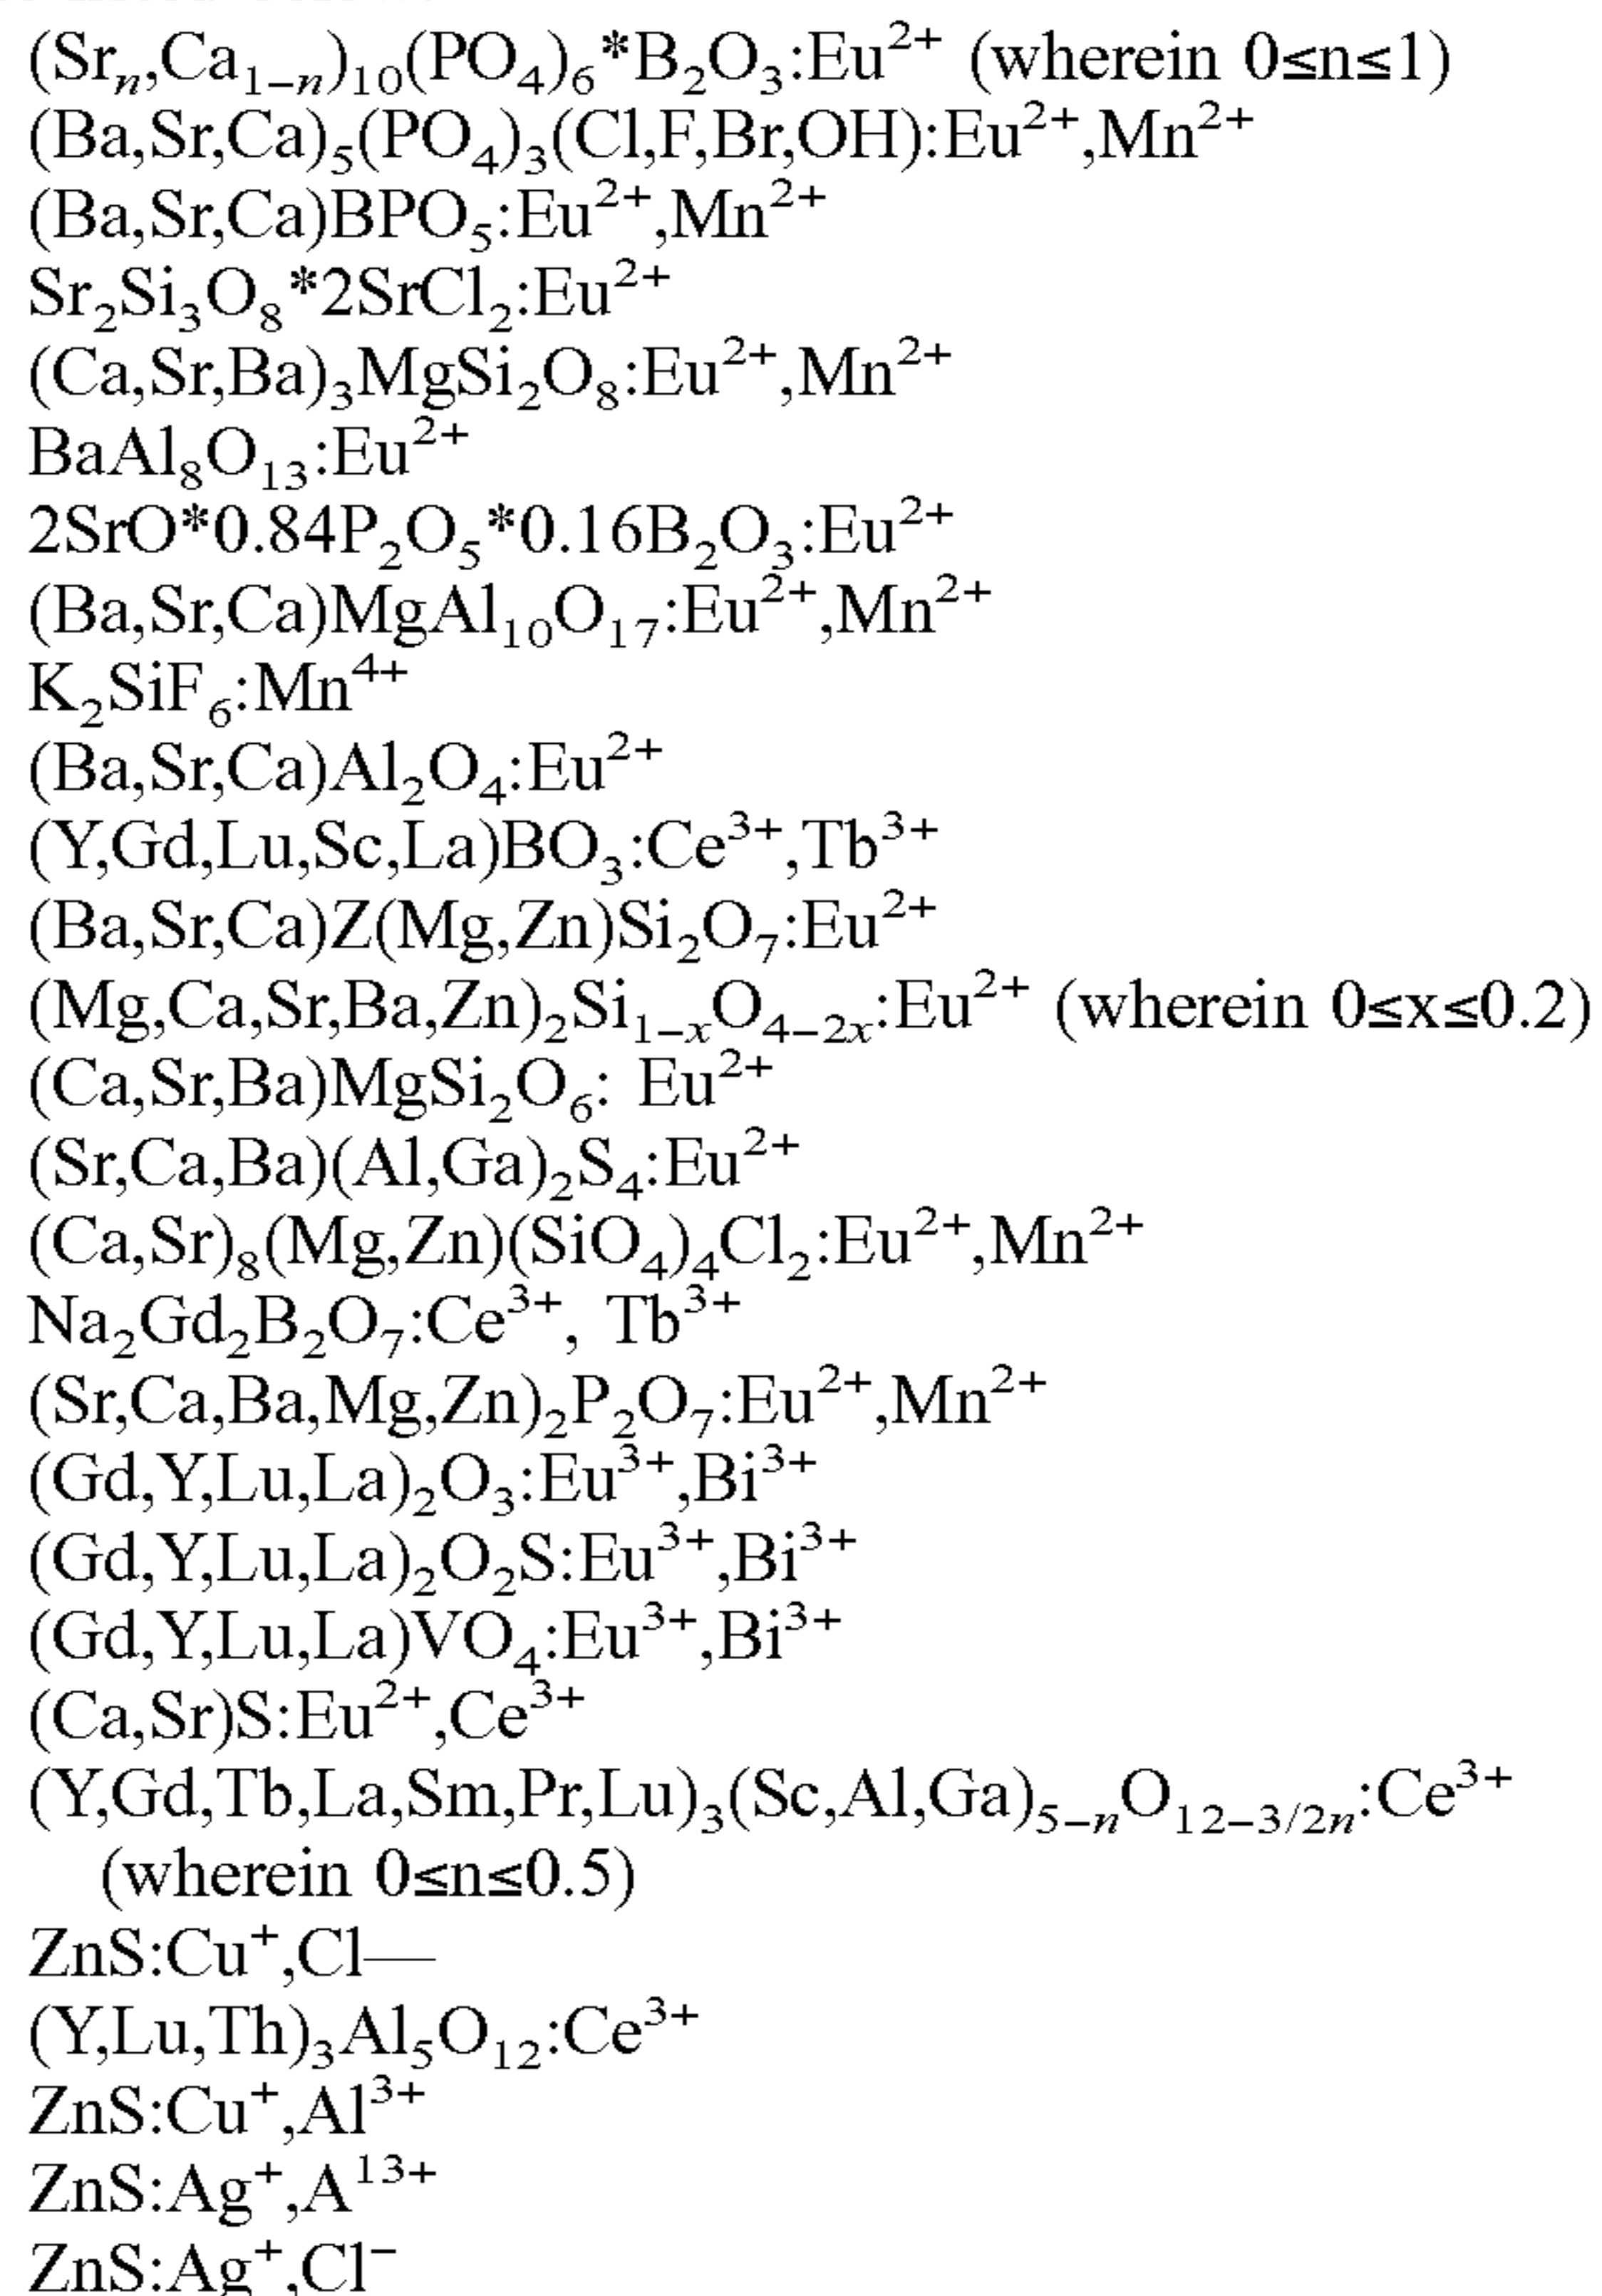 (Srₙ,Ca₁₋ₙ)₁₀(PO₄)₆*B₂O₃:Eu²⁺ (wherein 0≤n≤1)
(Ba,Sr,Ca)₅(PO₄)₃(Cl,F,Br,OH):Eu²⁺,Mn²⁺
(Ba,Sr,Ca)BPO₅:Eu²⁺,Mn²⁺
Sr₂Si₃O₈*2SrCl₂:Eu²⁺
(Ca,Sr,Ba)₃MgSi₂O₈:Eu²⁺,Mn²⁺
BaAl₈O₁₃:Eu²⁺
2SrO*0.84P₂O₅*0.16B₂O₃:Eu²⁺
(Ba,Sr,Ca)MgAl₁₀O₁₇:Eu²⁺,Mn²⁺
K₂SiF₆:Mn⁴⁺
(Ba,Sr,Ca)Al₂O₄:Eu²⁺
(Y,Gd,Lu,Sc,La)BO₃:Ce³⁺,Tb³⁺
(Ba,Sr,Ca)Z(Mg,Zn)Si₂O₇:Eu²⁺
(Mg,Ca,Sr,Ba,Zn)₂Si₁₋ₓO₄₋₂ₓ:Eu²⁺ (wherein 0≤x≤0.2)
(Ca,Sr,Ba)MgSi₂O₆: Eu²⁺
(Sr,Ca,Ba)(Al,Ga)₂S₄:Eu²⁺
(Ca,Sr)₈(Mg,Zn)(SiO₄)₄Cl₂:Eu²⁺,Mn²⁺
Na₂Gd₂B₂O₇:Ce³⁺, Tb³⁺
(Sr,Ca,Ba,Mg,Zn)₂P₂O₇:Eu²⁺,Mn²⁺
(Gd,Y,Lu,La)₂O₃:Eu³⁺,Bi³⁺
(Gd,Y,Lu,La)₂O₂S:Eu³⁺,Bi³⁺
(Gd,Y,Lu,La)VO₄:Eu³⁺,Bi³⁺
(Ca,Sr)S:Eu²⁺,Ce³⁺
(Y,Gd,Tb,La,Sm,Pr,Lu)₃(Sc,Al,Ga)₅₋ₙO₁₂₋₃/₂ₙ:Ce³⁺
(wherein 0≤n≤0.5)
ZnS:Cu⁺,Cl—
(Y,Lu,Th)₃Al₅O₁₂:Ce³⁺
ZnS:Cu⁺,Al³⁺
ZnS:Ag⁺,A¹³⁺
ZnS:Ag⁺,Cl⁻